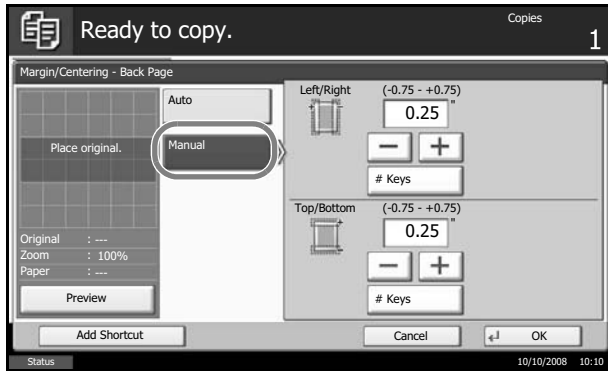 Ready to copy.
Copies
1
Margin/Centering - Back Page
Place original.
Original : ---
Zoom : 100%
Paper : ---
Preview
Auto
Manual
Left/Right (-0.75 - +0.75)
+ -
0.25 "
- +
# Keys
Top/Bottom (-0.75 - +0.75)
+
-
0.25 "
- +
# Keys
Add Shortcut
Cancel
OK
Status
10/10/2008 10:10